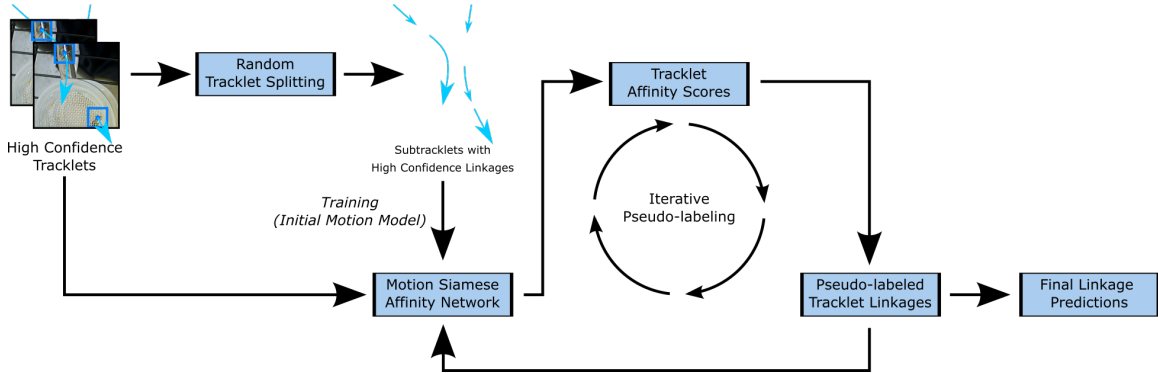 High Confidence
Tracklets
Random
Tracklet Splitting
Subtracklets with
High Confidence Linkages
Training
(Initial Motion Model)
Motion Siamese
Affinity Network
Tracklet
Affinity Scores
Iterative
Pseudo-labeling
Pseudo-labeled
Tracklet Linkages
Final Linkage
Predictions